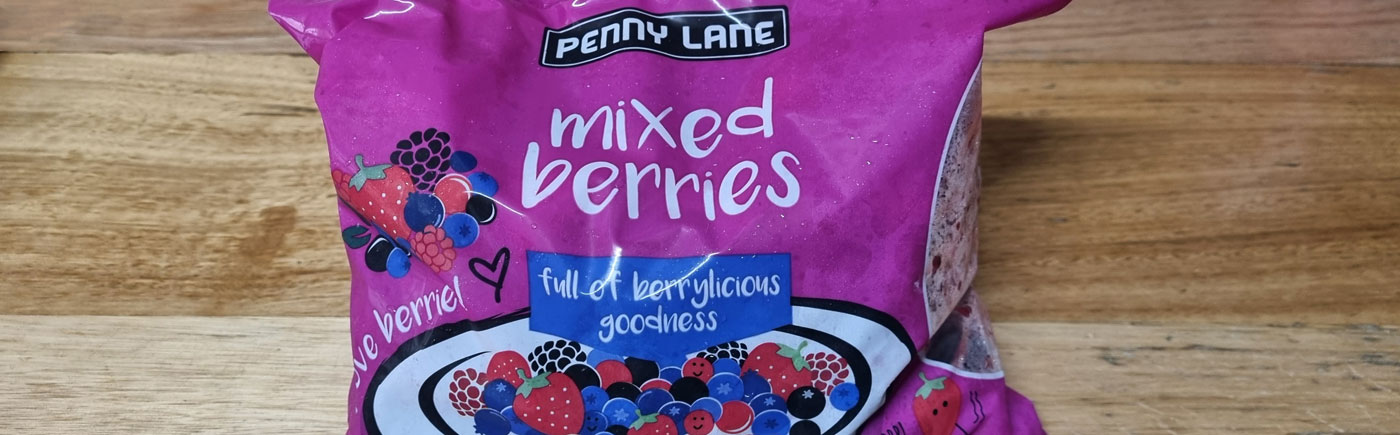 PENNY LANE
mixed
berries
full of berrylicious
goodness